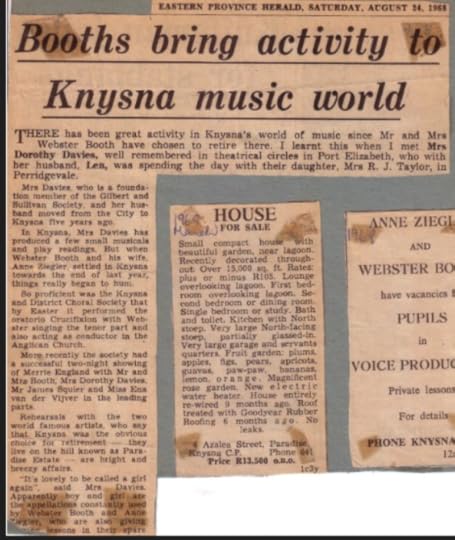 EASTERN PROVINCE HERALD, SATURDAY, AUGUST 24, 1968
Booths bring activity to
Knysna music world
THERE has been great activity in Knysna's world of music since Mr and Mrs
Webster Booth have chosen to retire there. I learnt this when I met Mrs
Dorothy Davies, well remembered in theatrical circles in Port Elizabeth, who with
her husband, Len, was spending the day with their daughter, Mrs R. J. Taylor, in
Perridgevale.
Mrs Davies, who is a founda-
tion member of the Gilbert and
Sullivan Society, and her hus-
band moved from the City to
Knysna five years ago.
In Knysna, Mrs Davies has
produced a few small musicals
and play readings. But when
Webster Booth and his wife,
Anne Ziegler, settled in Knysna
towards the end of last year,
things really began to hum.
So proficient was the Knysna
and District Choral Society that
by Easter it performed the
oratorio Crucifixion with Web-
ster singing the tenor part and
also acting as conductor in the
Anglican Church.
More recently the society had
a successful two-night showing
of Merrie England with Mr and
Mrs Booth, Mrs Dorothy Davies,
Mr James Squier and Miss Ena
van der Vijver in the leading
parts.
Rehearsals with the two
world famous artists, who say
that Knysna was the obvious
choice for retirement — they
live on the hill known as Para-
dise Estate — are bright and
breezy affairs.
"It's lovely to be called a girl
again", said Mrs Davies.
Apparently boy and girl are
the appellations constantly used
by Webster Booth and Anne
Ziegler, who are also giving
lessons in their spare
HOUSE
FOR SALE
Small compact house with
beautiful garden, near lagoon.
Recently decorated through-
out Over 15,000 sq. ft. Rates:
plus or minus R105. Lounge
overlooking lagoon. First bed-
room overlooking lagoon. Se-
cond bedroom or dining room.
Single bedroom or study. Bath
and toilet. Kitchen with North
stoep. Very large North-facing
stoep, partially glassed-in.
Very large garage and servants
quarters. Fruit garden: plums,
apples, figs, pears, apricots,
guavas, paw-paw, bananas,
lemon, orange. Magnificent
rose garden. New electric
water heater. House entirely
re-wired 9 months ago. Roof
treated with Goodyear Rubber
Roofing 6 months ago. No
leaks.
Azalea Street, Paradise,
Knysna C.P. Phone 441
Price R13,500 o.n.o.
1c3y
ANNE ZIEGL
AND
WEBSTER BO
have vacancies f
PUPILS
in
VOICE PRODUC
Private lessons
For details
PHONE KNYSNA